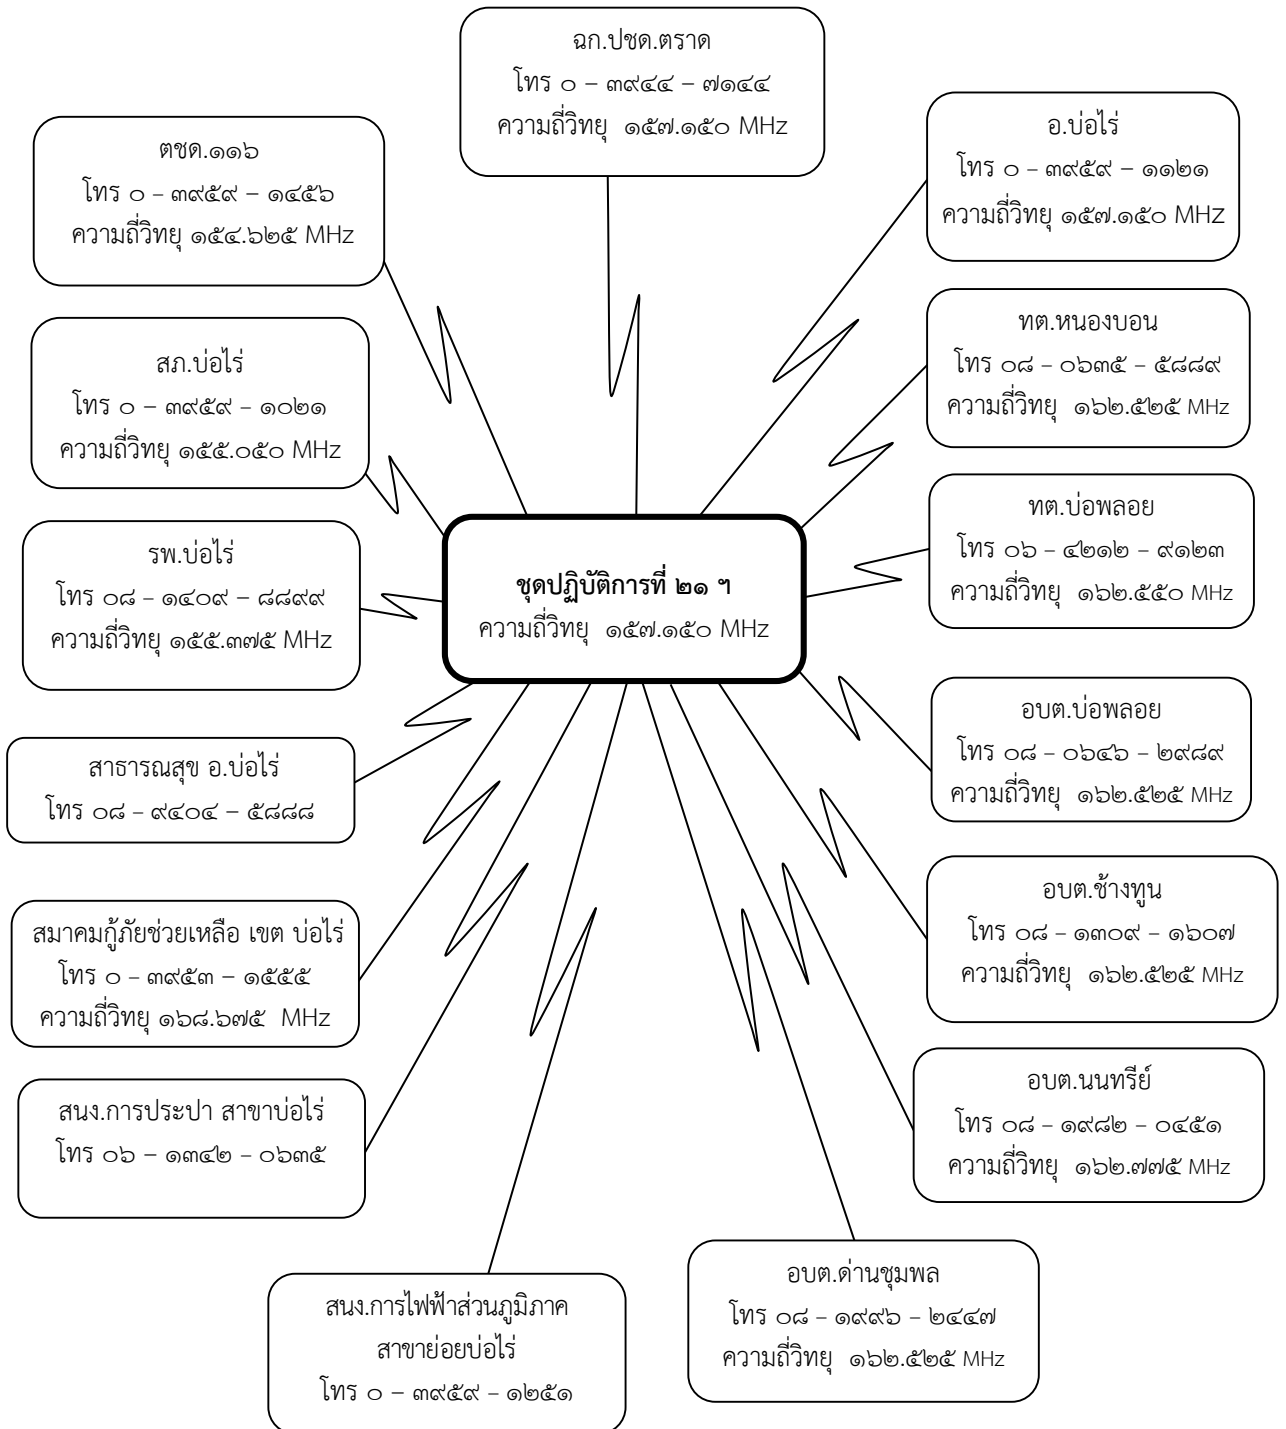 ฉก.ปชด.ตราด
โทร ๐ – ๓๙๔๔ – ๗๑๔๔
ความถี่วิทยุ ๑๕๗.๑๕๐ MHz
อ.บ่อไร่
โทร ๐ – ๓๙๕๙ – ๑๑๒๑
ความถี่วิทยุ ๑๕๗.๑๕๐ MHz
ตชด.๑๑๖
โทร ๐ – ๓๙๕๙ – ๑๔๕๖
ความถี่วิทยุ ๑๕๔.๖๒๕ MHz
ทต.หนองบอน
โทร ๐๘ – ๐๖๓๕ – ๕๘๘๙
ความถี่วิทยุ ๑๖๒.๕๒๕ MHz
สภ.บ่อไร่
โทร ๐ – ๓๙๕๙ – ๑๐๒๑
ความถี่วิทยุ ๑๕๕.๐๕๐ MHz
ทต.บ่อพลอย
โทร ๐๖ – ๔๒๑๒ – ๙๑๒๓
ความถี่วิทยุ ๑๖๒.๕๕๐ MHz
รพ.บ่อไร่
โทร ๐๘ – ๑๔๐๙ – ๘๘๙๙
ความถี่วิทยุ ๑๕๕.๓๗๕ MHz
ชุดปฏิบัติการที่ ๒๑ ฯ
ความถี่วิทยุ ๑๕๗.๑๕๐ MHz
อบต.บ่อพลอย
โทร ๐๘ – ๐๖๔๖ – ๒๙๘๙
ความถี่วิทยุ ๑๖๒.๕๒๕ MHz
สาธารณสุข อ.บ่อไร่
โทร ๐๘ – ๙๔๐๔ – ๕๘๘๘
อบต.ช้างทูน
โทร ๐๘ – ๑๓๐๙ – ๑๖๐๗
ความถี่วิทยุ ๑๖๒.๕๒๕ MHz
สมาคมกู้ภัยช่วยเหลือ เขต บ่อไร่
โทร ๐ – ๓๙๕๓ – ๑๕๕๕
ความถี่วิทยุ ๑๖๘.๖๗๕ MHz
อบต.นนทรีย์
โทร ๐๘ – ๑๙๘๒ – ๐๔๕๑
ความถี่วิทยุ ๑๖๒.๗๗๕ MHz
สนง.การประปา สาขาบ่อไร่
โทร ๐๖ – ๑๓๔๒ – ๐๖๓๕
อบต.ด่านชุมพล
โทร ๐๘ – ๑๙๙๖ – ๒๔๔๗
ความถี่วิทยุ ๑๖๒.๕๒๕ MHz
สนง.การไฟฟ้าส่วนภูมิภาค
สาขาย่อยบ่อไร่
โทร ๐ – ๓๙๕๙ – ๑๒๕๑